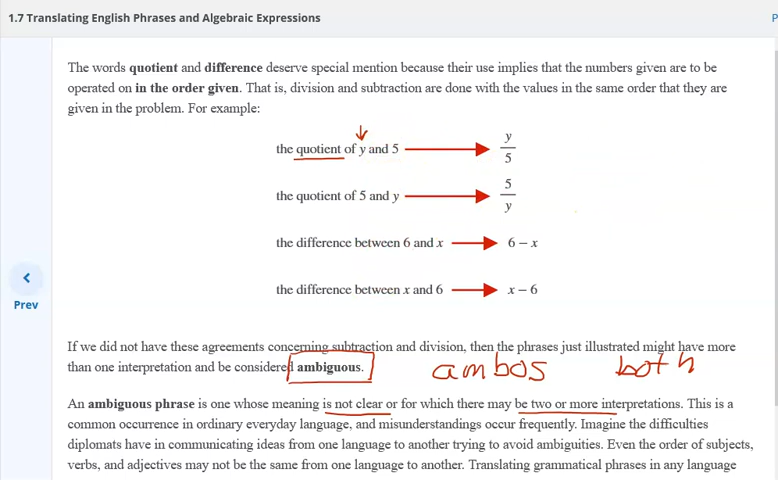 1.7 Translating English Phrases and Algebraic Expressions
P
The words quotient and difference deserve special mention because their use implies that the numbers given are to be
operated on in the order given. That is, division and subtraction are done with the values in the same order that they are
given in the problem. For example:
the quotient of y and 5
y
5
the quotient of 5 and y
5
y
the difference between 6 and x
6 – x
the difference between x and 6
x – 6
Prev
If we did not have these agreements concerning subtraction and division, then the phrases just illustrated might have more
than one interpretation and be considered ambiguous. ambos both
An ambiguous phrase is one whose meaning is not clear or for which there may be two or more interpretations. This is a
common occurrence in ordinary everyday language, and misunderstandings occur frequently. Imagine the difficulties
diplomats have in communicating ideas from one language to another trying to avoid ambiguities. Even the order of subjects,
verbs, and adjectives may not be the same from one language to another. Translating grammatical phrases in any language